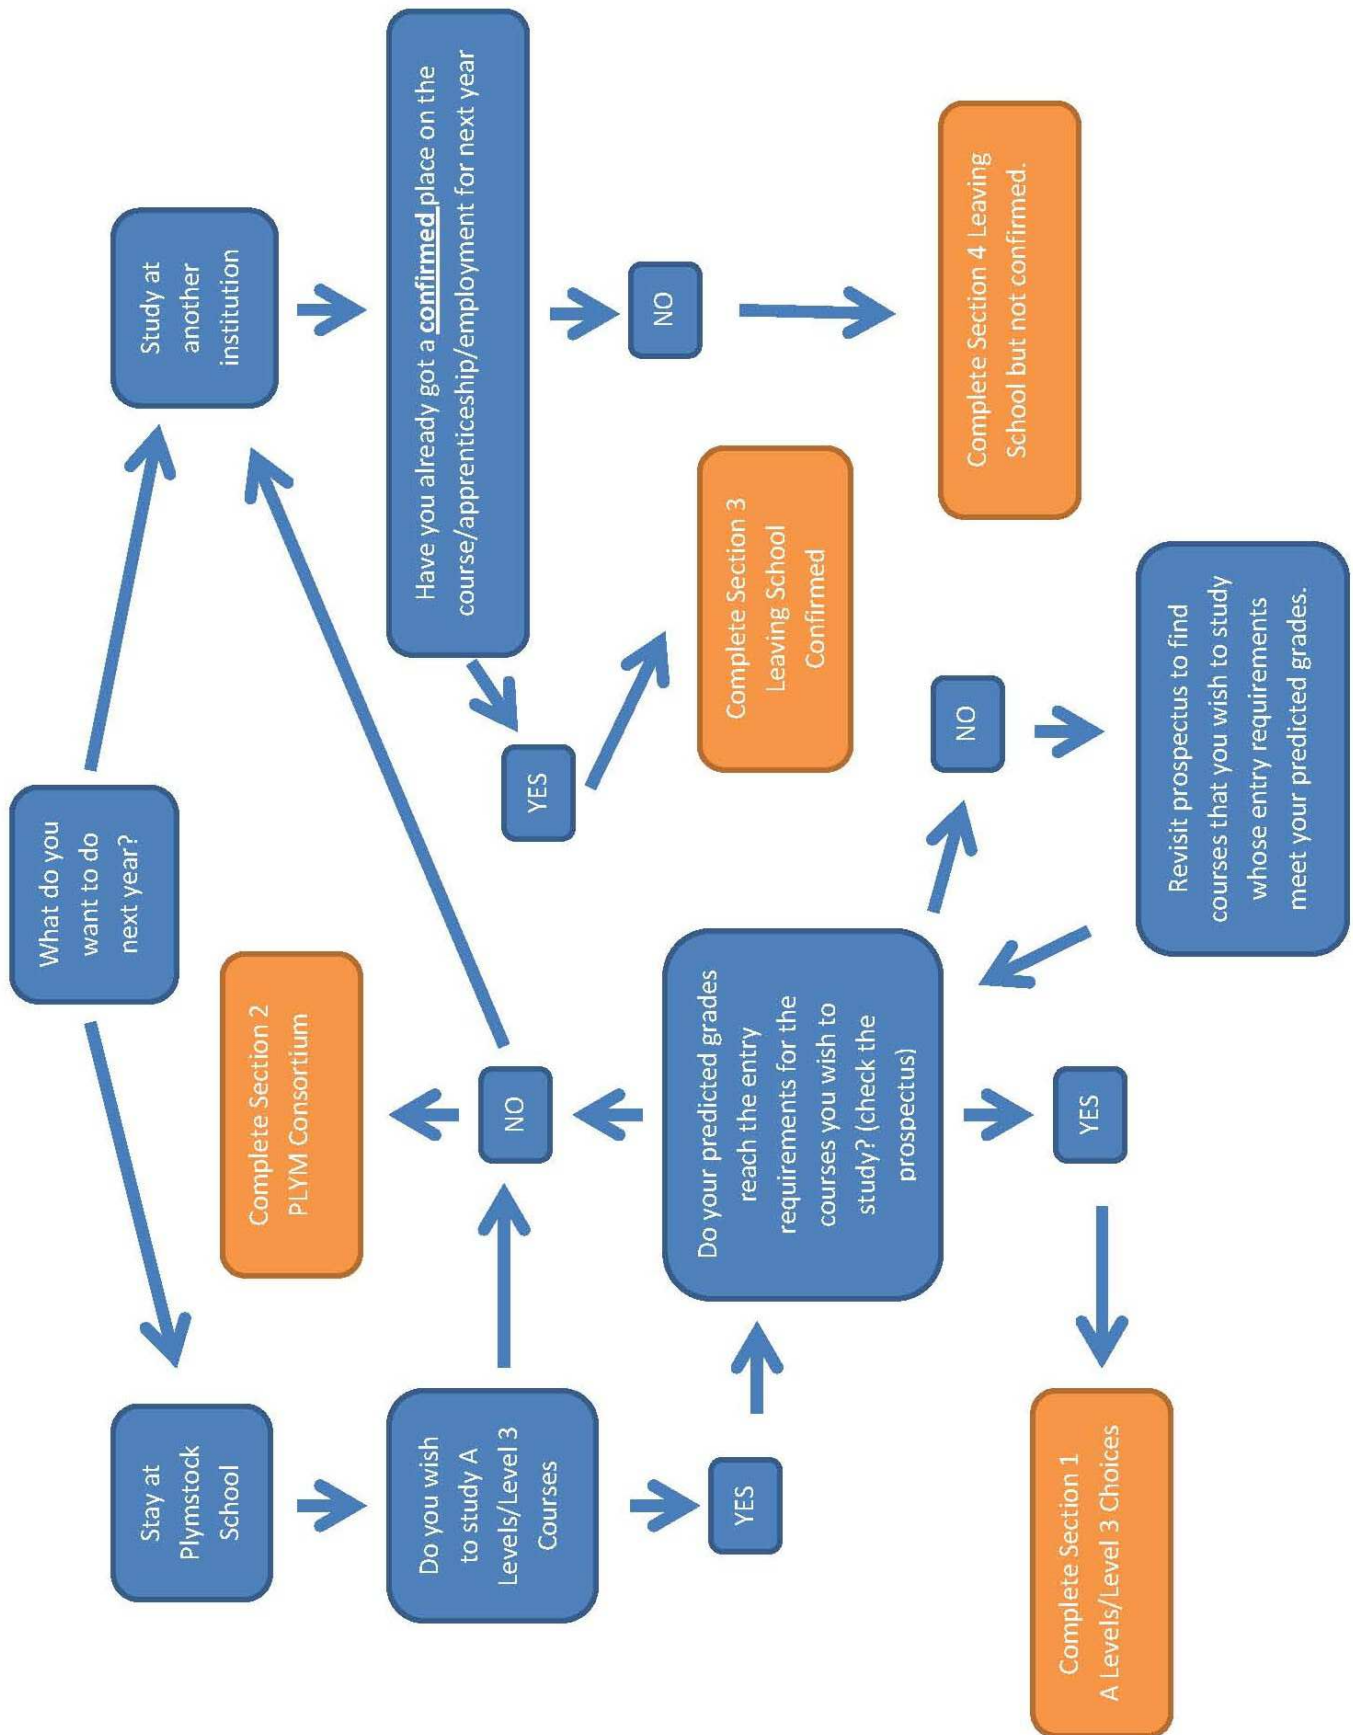 What do you
want to do
next year?
Stay at
Plymstock
School
Study at
another
institution
Complete Section 2
PLYM Consortium
Do you wish
to study A
Levels/Level 3
Courses
NO
Have you already got a confirmed place on the
course/apprenticeship/employment for next year
YES
NO
YES
Do your predicted grades
reach the entry
requirements for the
courses you wish to
study? (check the
prospectus)
Complete Section 3
Leaving School
Confirmed
NO
Complete Section 4 Leaving
School but not confirmed.
YES
Complete Section 1
A Levels/Level 3 Choices
Revisit prospectus to find
courses that you wish to study
whose entry requirements
meet your predicted grades.